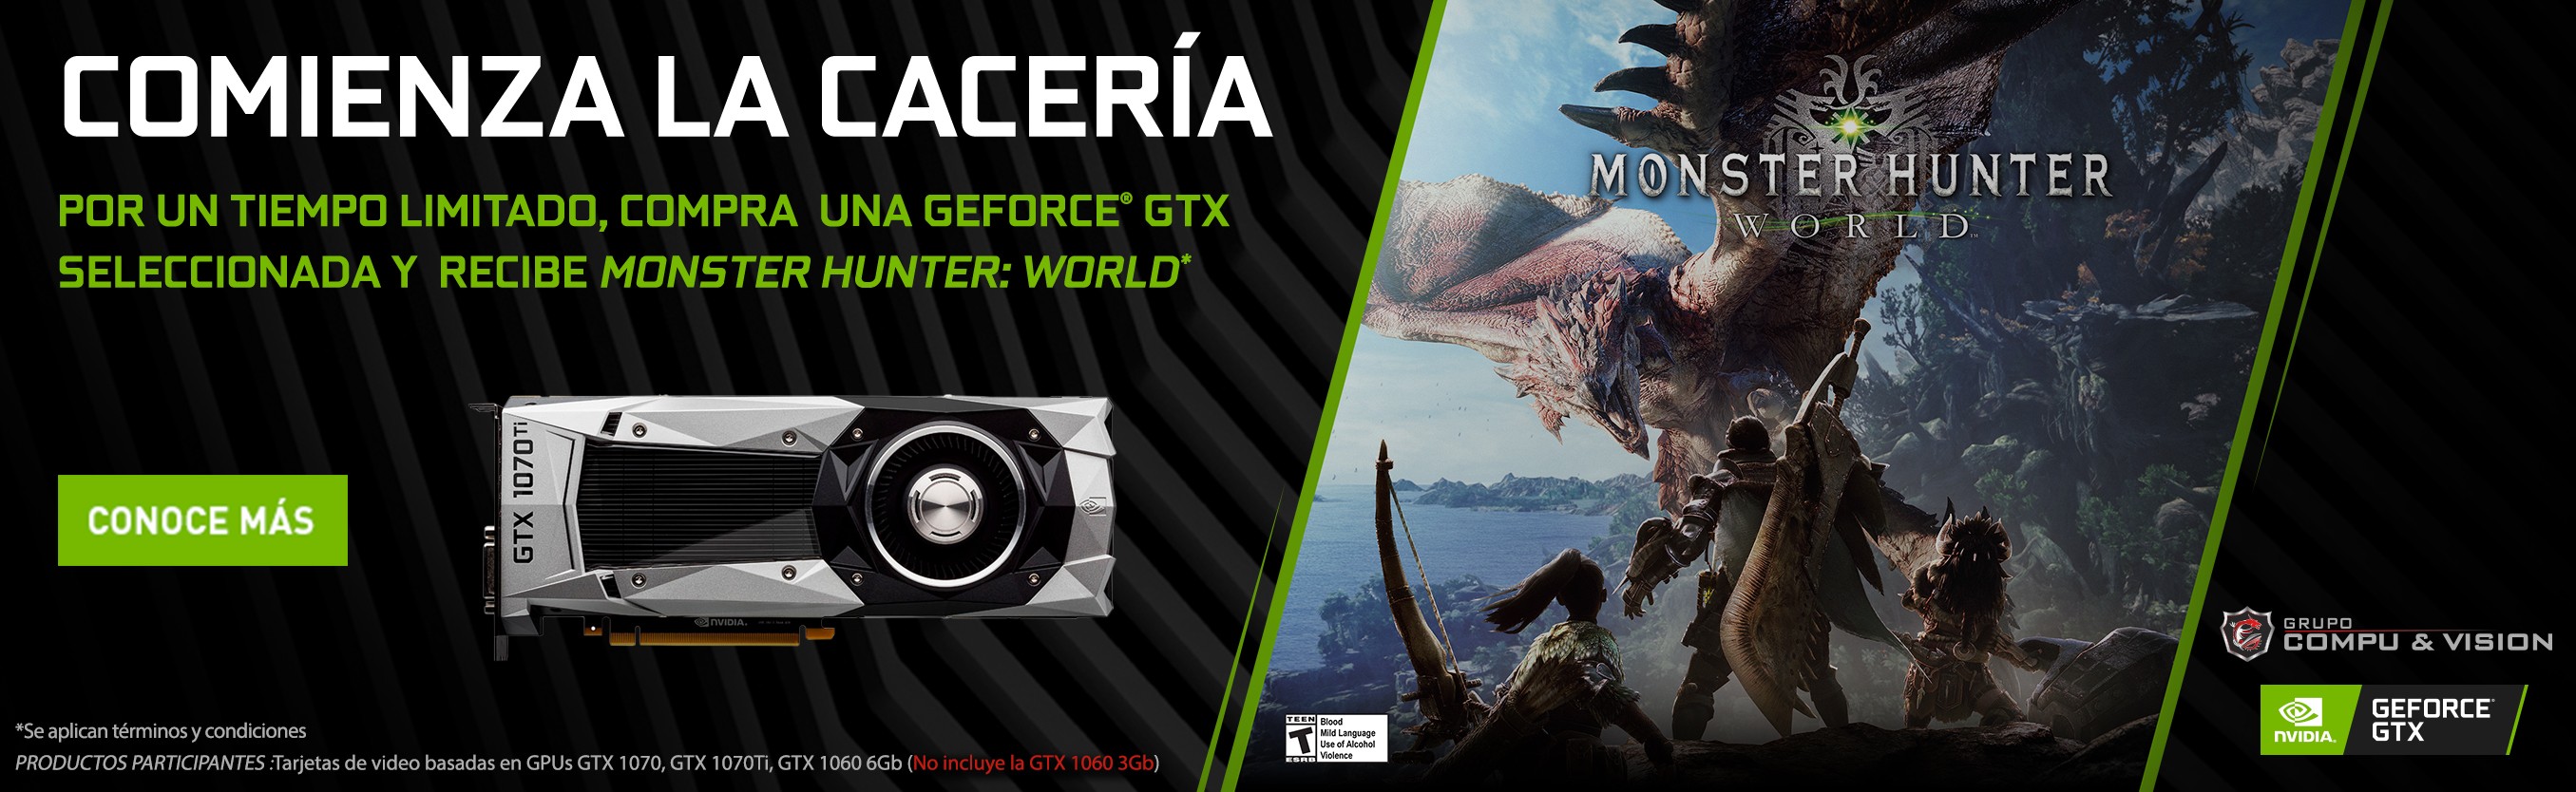 COMIENZA LA CACERÍA
POR UN TIEMPO LIMITADO, COMPRA UNA GEFORCE® GTX
SELECCIONADA Y RECIBE MONSTER HUNTER: WORLD*
CONOCE MÁS
GTX 1070 Ti
NVIDIA.
*Se aplican términos y condiciones
PRODUCTOS PARTICIPANTES :Tarjetas de video basadas en GPUs GTX 1070, GTX 1070Ti, GTX 1060 6Gb (No incluye la GTX 1060 3Gb)
MONSTER HUNTER
WORLD™
TEEN
T
ESRB
Blood
Mild Language
Use of Alcohol
Violence
GRUPO
COMPU & VISION
NVIDIA.
GEFORCE®
GTX